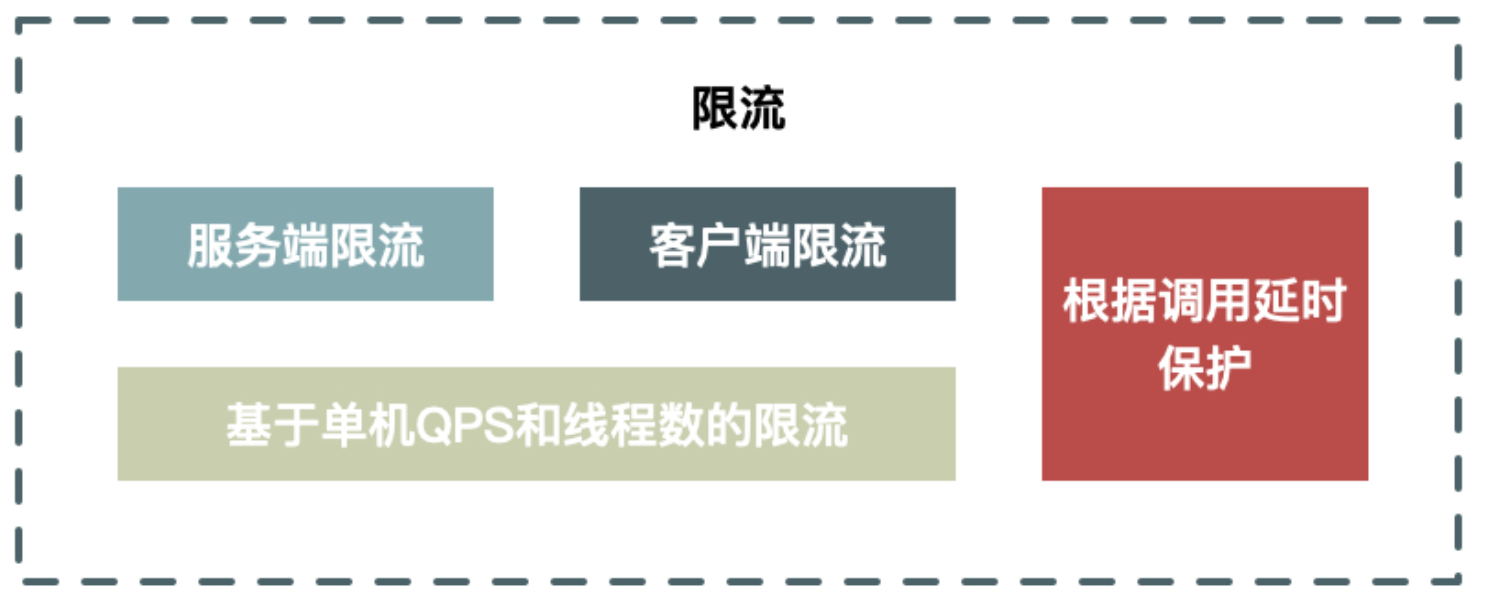 限流
服务端限流
客户端限流
根据调用延时
保护
基于单机QPS和线程数的限流